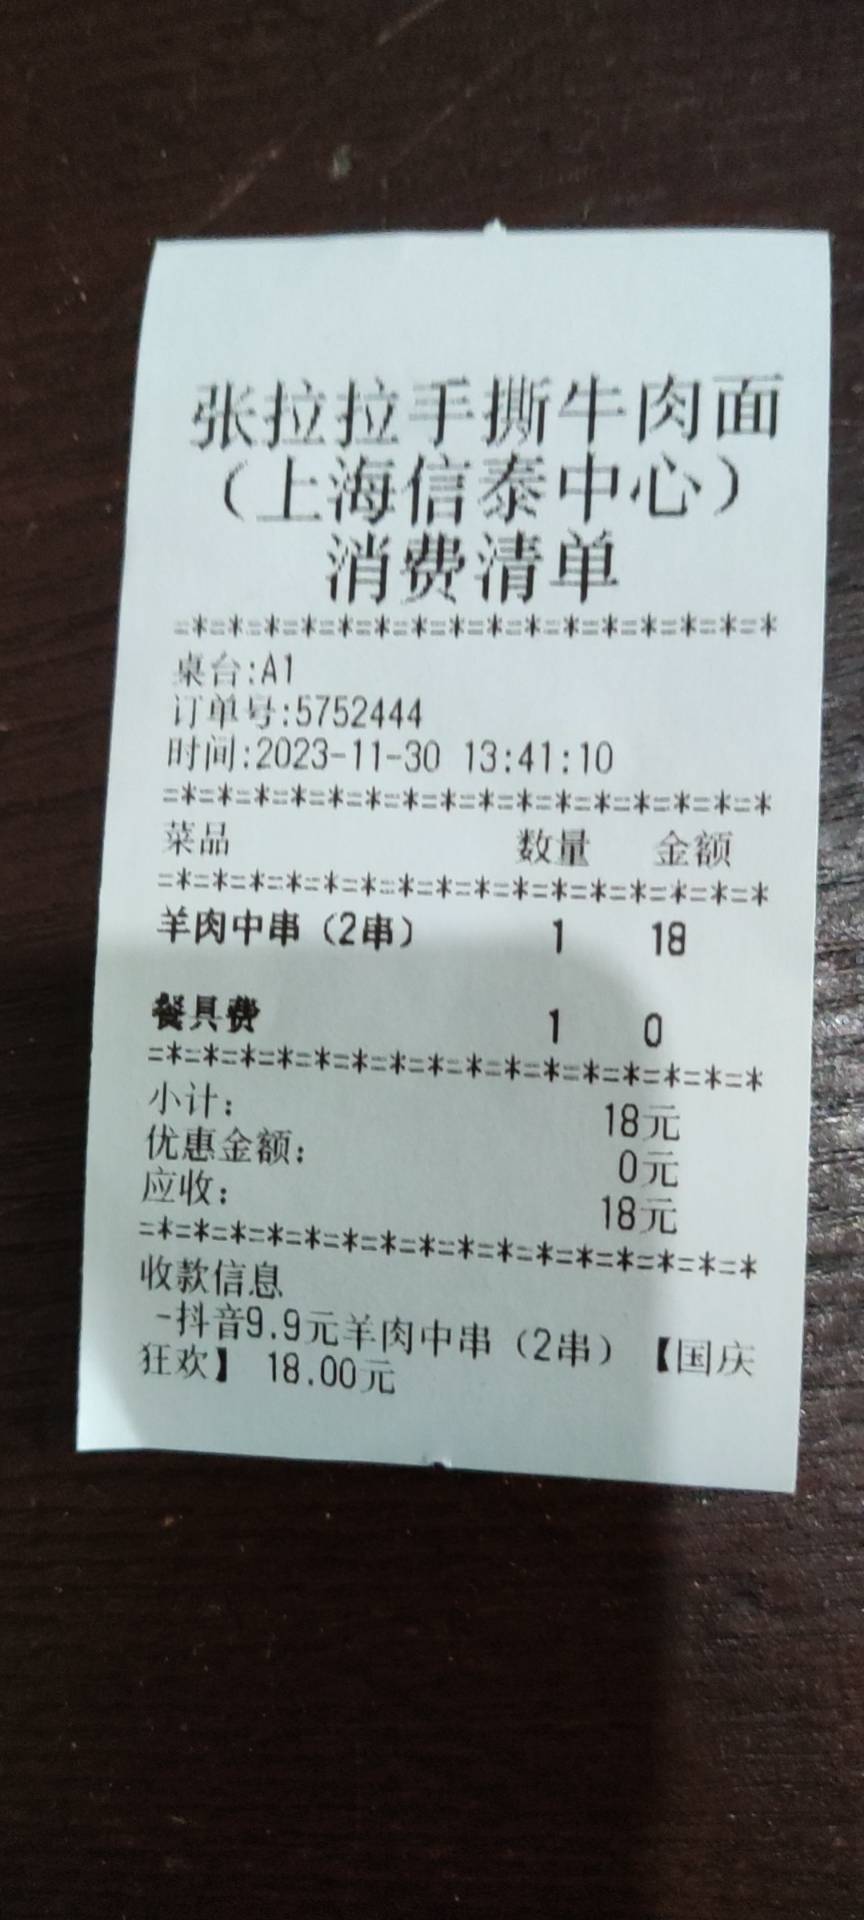 张拉拉手撕牛肉面
（上海信泰中心）
消费清单
=*=*=*=*=*=*=*=*=*=*=*=*=*=*=*=*
桌台:A1
订单号:5752444
时间:2023-11-30 13:41:10
=*=*=*=*=*=*=*=*=*=*=*=*=*=*=*=*
菜品 数量 金额
=*=*=*=*=*=*=*=*=*=*=*=*=*=*=*=*
羊肉中串（2串） 1 18
餐具费 1 0
=*=*=*=*=*=*=*=*=*=*=*=*=*=*=*=*
小计： 18元
优惠金额： 0元
应收： 18元
=*=*=*=*=*=*=*=*=*=*=*=*=*=*=*=*
收款信息
-抖音9.9元羊肉中串（2串）【国庆
狂欢】 18.00元